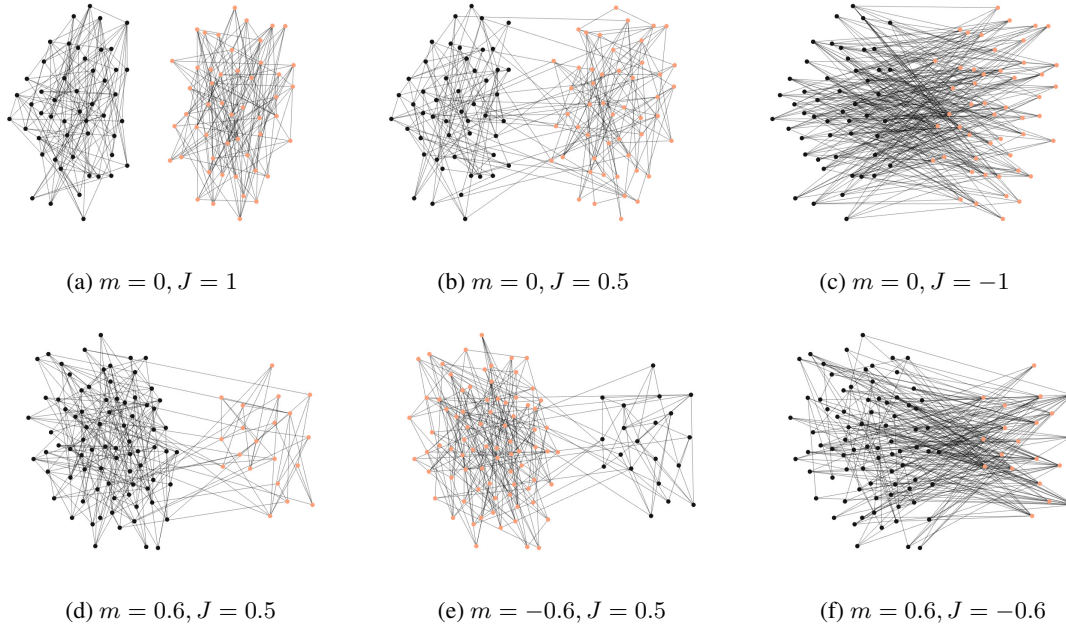 (a) m = 0, J = 1
(b) m = 0, J = 0.5
(c) m = 0, J = −1
(d) m = 0.6, J = 0.5
(e) m = −0.6, J = 0.5
(f) m = 0.6, J = −0.6